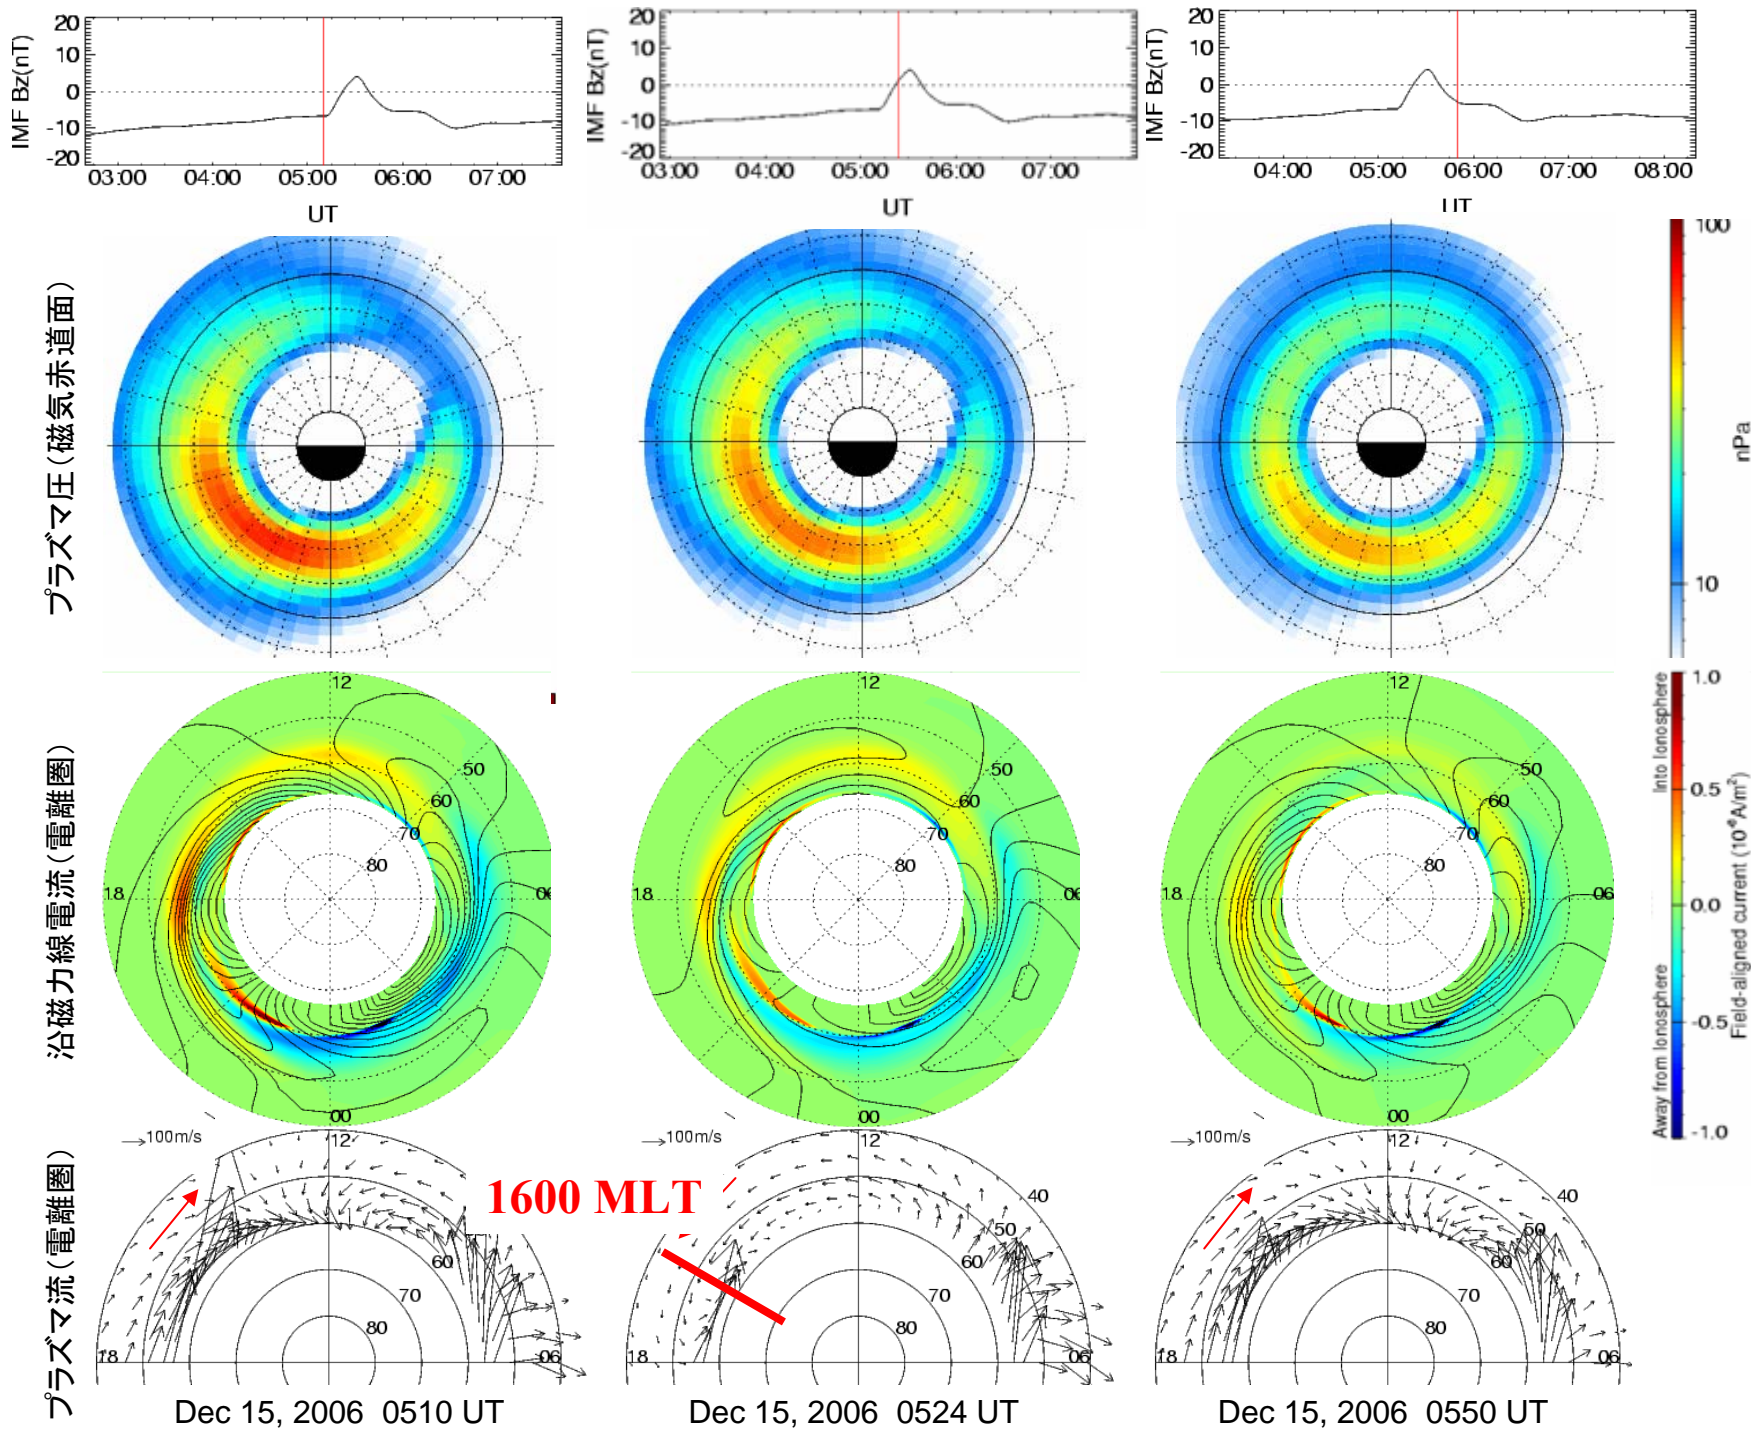 20
10
0
-10
-20
IMF Bz(nT)
03:00 04:00 05:00 06:00 07:00
UT
20
10
0
-10
-20
IMF Bz(nT)
03:00 04:00 05:00 06:00 07:00
UT
20
10
0
-10
-20
IMF Bz(nT)
04:00 05:00 06:00 07:00 08:00
UT
プラズマ圧(磁気赤道面)
100
10
nPa
沿磁力線電流(電離圏)
12
50
60
70
80
18
06
00
12
50
60
70
80
18
06
00
12
50
60
70
80
18
06
00
1.0
0.5
0.0
-0.5
-1.0
Into Ionosphere
Away from Ionosphere
Field-aligned current (10⁻⁶A/m²)
プラズマ流(電離圏)
100m/s
12
60
70
80
18
06
1600 MLT
100m/s
12
40
50
60
70
80
18
06
100m/s
12
40
50
60
70
80
18
06
Dec 15, 2006 0510 UT
Dec 15, 2006 0524 UT
Dec 15, 2006 0550 UT